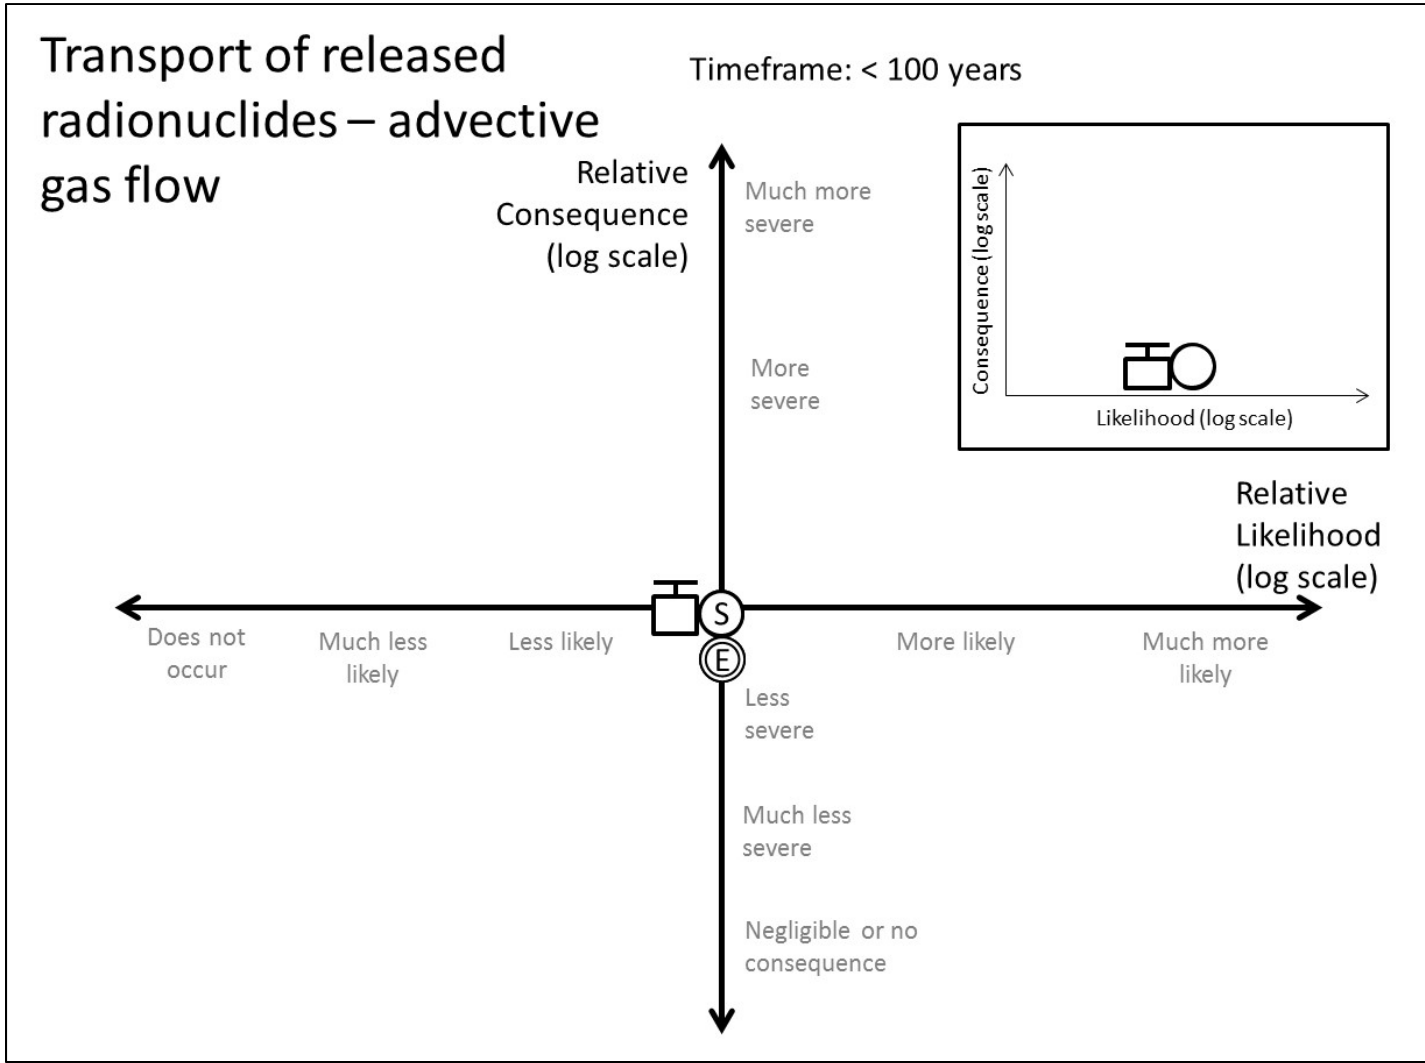 Transport of released
radionuclides – advective
gas flow
Timeframe: < 100 years
Relative
Consequence
(log scale)
Much more
severe
More
severe
Consequence (log scale)
Likelihood (log scale)
Relative
Likelihood
(log scale)
S
E
Does not
occur
Much less
likely
Less likely
More likely
Much more
likely
Less
severe
Much less
severe
Negligible or no
consequence